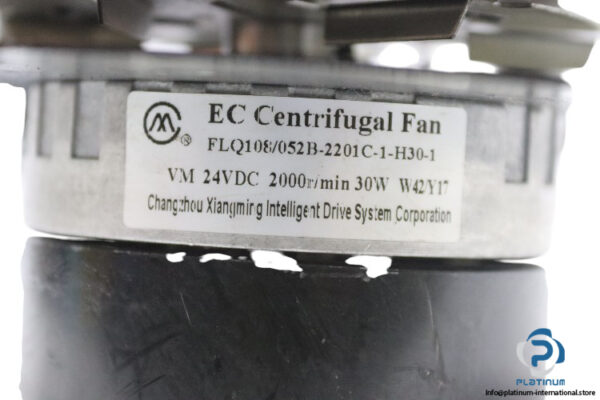 EC Centrifugal Fan
FLQ108/052B-2201C-1-H30-1
VM 24VDC 2000r/min 30W W42/Y17
Changzhou Xiangming Intelligent Drive System Corporation
PLATINUM
info@platinum-international.store